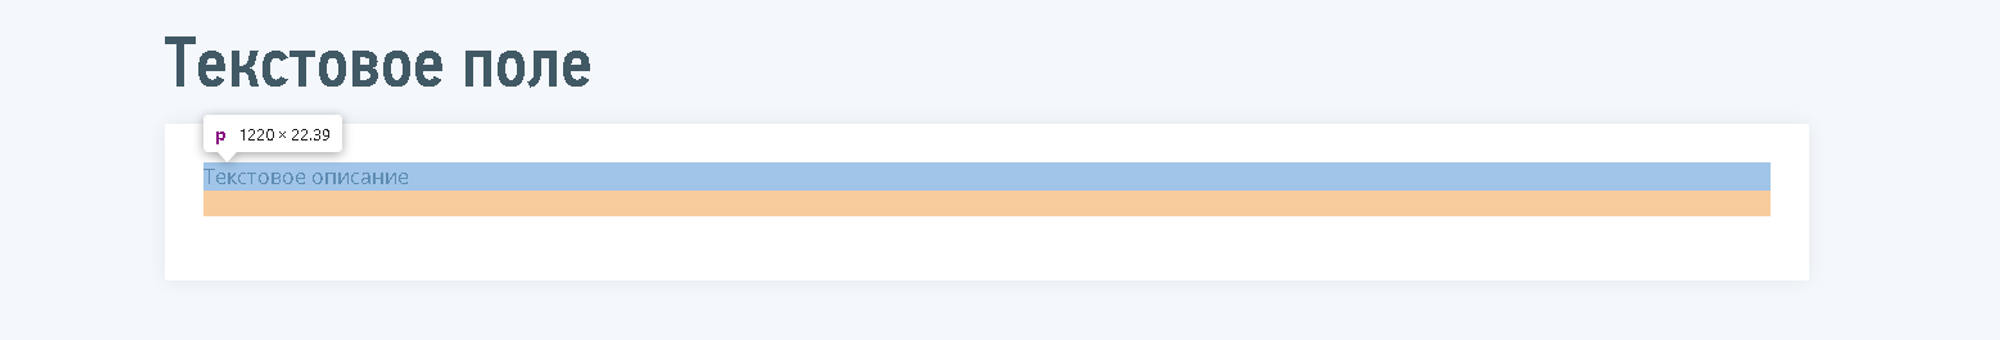 Текстовое поле
p 1220 × 22.39
Текстовое описание